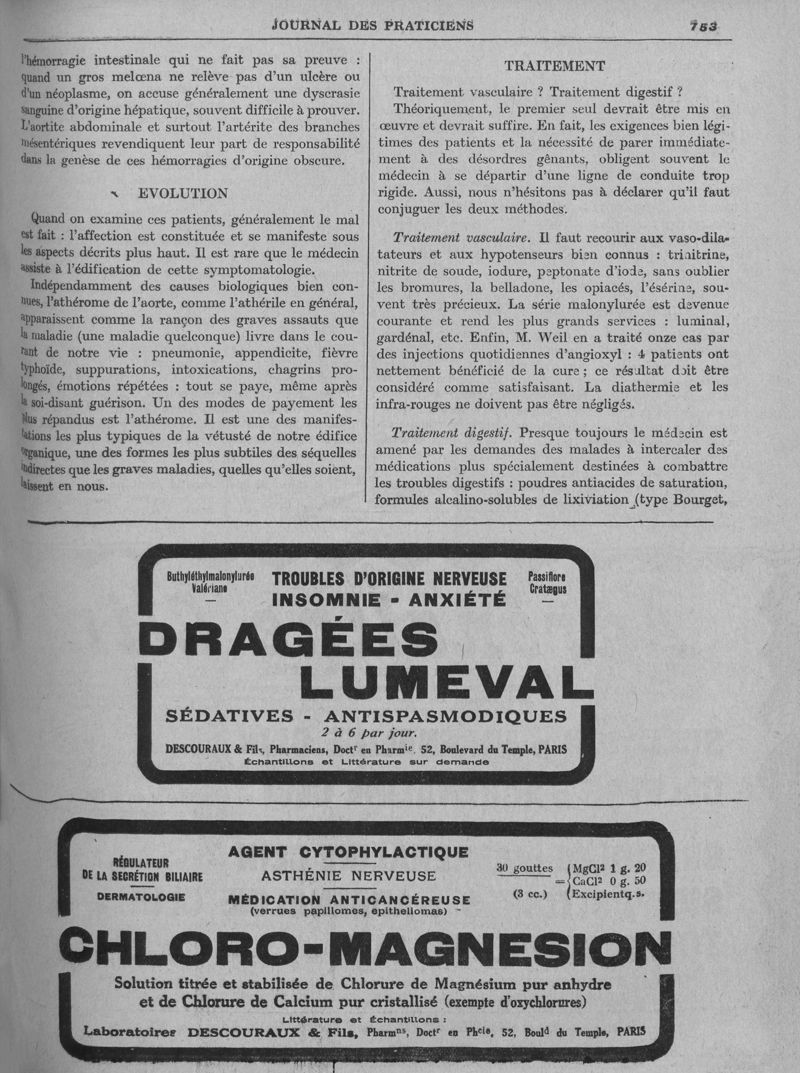 JOURNAL DES PRATICIENS 753
l'hémorragie intestinale qui ne fait pas sa preuve :
quand un gros melœna ne relève pas d'un ulcère ou
d'un néoplasme, on accuse généralement une dyscrasie
sanguine d'origine hépatique, souvent difficile à prouver.
L'aortite abdominale et surtout l'artérite des branches
mésentériques revendiquent leur part de responsabilité
dans la genèse de ces hémorragies d'origine obscure.
EVOLUTION
Quand on examine ces patients, généralement le mal
est fait : l'affection est constituée et se manifeste sous
les aspects décrits plus haut. Il est rare que le médecin
assiste à l'édification de cette symptomatologie.
Indépendamment des causes biologiques bien con-
nues, l'athérome de l'aorte, comme l'athérile en général,
apparaissent comme la rançon des graves assauts que
la maladie (une maladie quelconque) livre dans le cou-
rant de notre vie : pneumonie, appendicite, fièvre
typhoïde, suppurations, intoxications, chagrins pro-
longés, émotions répétées : tout se paye, même après
la soi-disant guérison. Un des modes de payement les
plus répandus est l'athérome. Il est une des manifes-
tations les plus typiques de la vétusté de notre édifice
organique, une des formes les plus subtiles des séquelles
indirectes que les graves maladies, quelles qu'elles soient,
laissent en nous.
TRAITEMENT
Traitement vasculaire ? Traitement digestif ?
Théoriquement, le premier seul devrait être mis en
œuvre et devrait suffire. En fait, les exigences bien légi-
times des patients et la nécessité de parer immédiate-
ment à des désordres gênants, obligent souvent le
médecin à se départir d'une ligne de conduite trop
rigide. Aussi, nous n'hésitons pas à déclarer qu'il faut
conjuguer les deux méthodes.
Traitement vasculaire. Il faut recourir aux vaso-dila-
tateurs et aux hypotenseurs bien connus : trinitrine,
nitrite de soude, iodure, peptonate d'iode, sans oublier
les bromures, la belladone, les opiacés, l'ésérine, sou-
vent très précieux. La série malonylurée est devenue
courante et rend les plus grands services : luminal,
gardénal, etc. Enfin, M. Weil en a traité onze cas par
des injections quotidiennes d'angioxyl : 4 patients ont
nettement bénéficié de la cure ; ce résultat doit être
considéré comme satisfaisant. La diathermie et les
infra-rouges ne doivent pas être négligés.
Traitement digestif. Presque toujours le médecin est
amené par les demandes des malades à intercaler des
médications plus spécialement destinées à combattre
les troubles digestifs : poudres antiacides de saturation,
formules alcalino-solubles de lixiviation (type Bourget,
Buthyléthylmalonylurée
Valériane
TROUBLES D'ORIGINE NERVEUSE
INSOMNIE - ANXIÉTÉ
Passiflore
Cratægus
DRAGÉES
LUMEVAL
SÉDATIVES - ANTISPASMODIQUES
2 à 6 par jour.
DESCOURAUX & Fils, Pharmaciens, Doctr en Pharmie, 52, Boulevard du Temple, PARIS
Échantillons et Littérature sur demande
RÉGULATEUR
DE LA SECRÉTION BILIAIRE
DERMATOLOGIE
AGENT CYTOPHYLACTIQUE
ASTHÉNIE NERVEUSE
MÉDICATION ANTICANCÉREUSE
(verrues papillomes, epitheliomas)
30 gouttes
(3 cc.)
= { MgCl2 1 g. 20
CaCl2 0 g. 50
Excipient q.s.
CHLORO-MAGNESION
Solution titrée et stabilisée de Chlorure de Magnésium pur anhydre
et de Chlorure de Calcium pur cristallisé (exempte d'oxychlorures)
Littérature et Échantillons :
Laboratoires DESCOURAUX & Fils, Pharmns, Doctr en Phcie, 52, Bould du Temple, PARIS